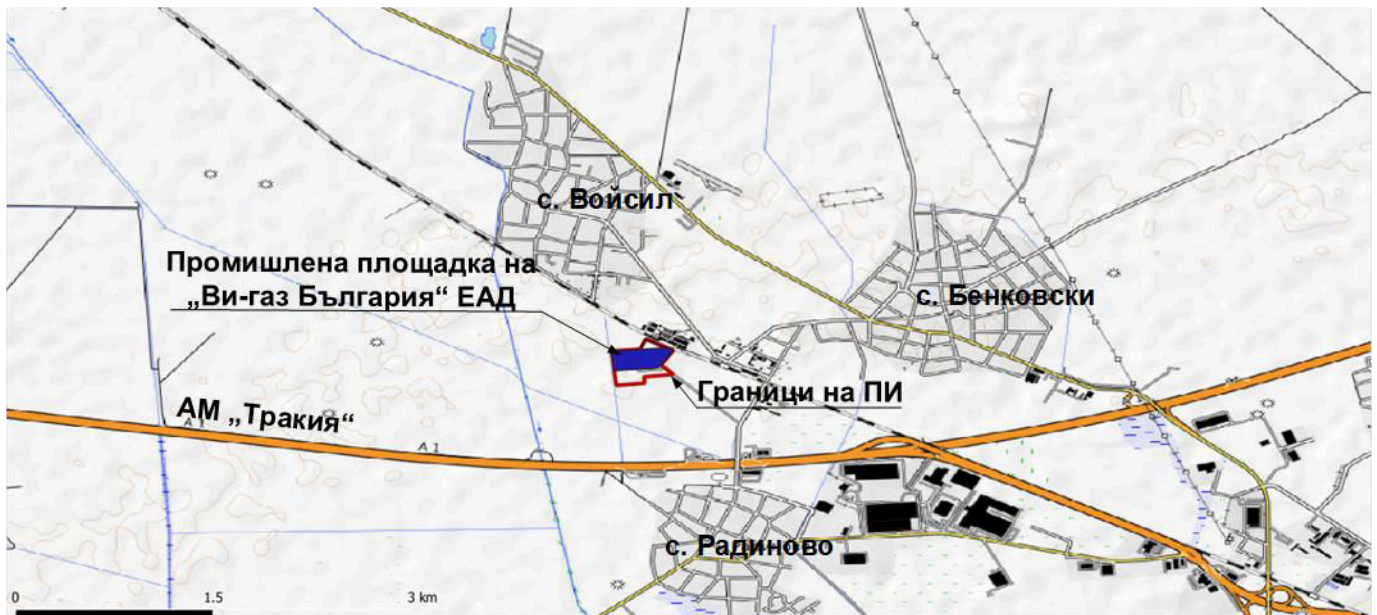 с. Войсил
Промишлена площадка на
„Ви-газ България“ ЕАД
с. Бенковски
Граници на ПИ
АМ „Тракия“
A 1
A 1
с. Радиново
0 1.5 3 km